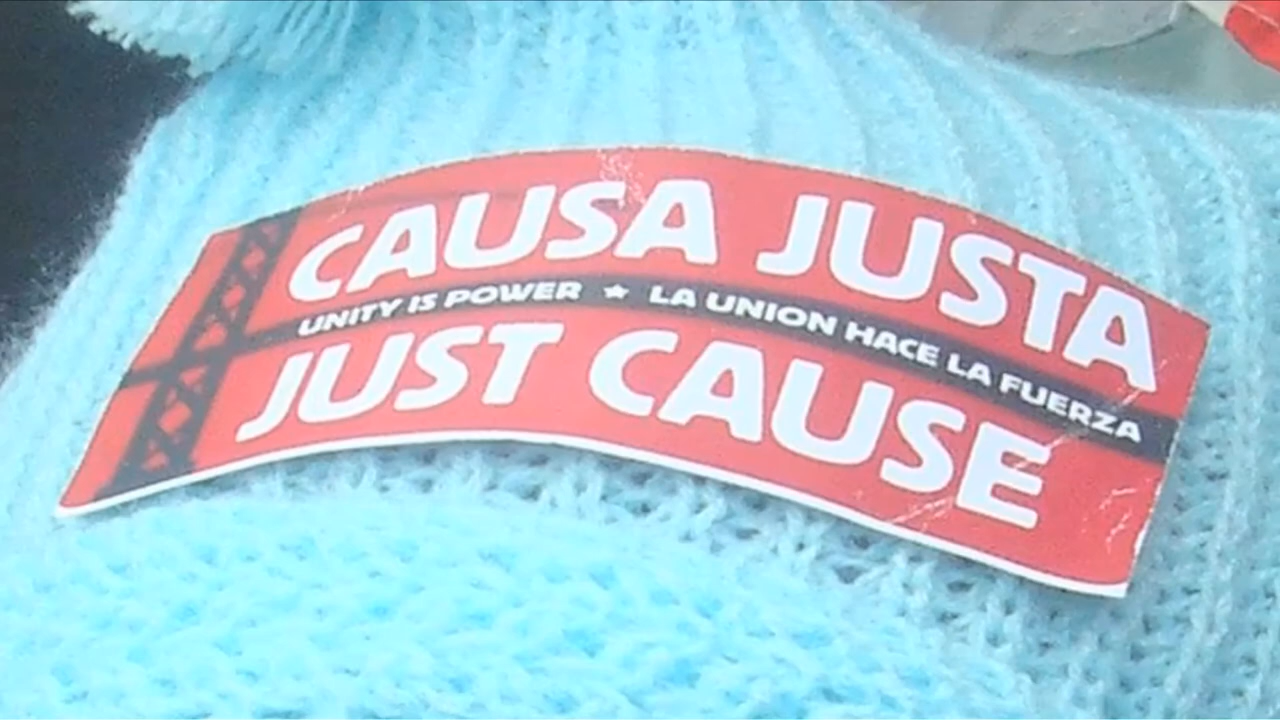 CAUSA JUSTA
UNITY IS POWER ★ LA UNION HACE LA FUERZA
JUST CAUSE